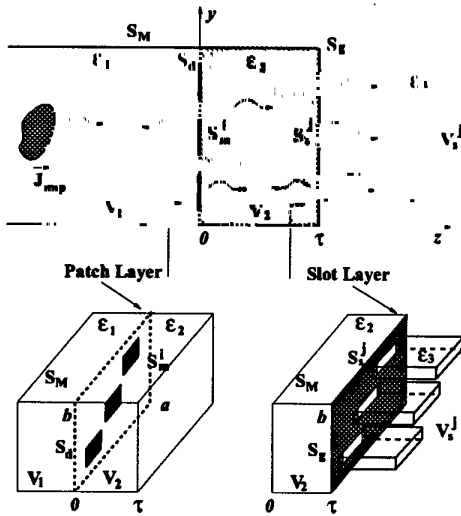 y
S_M S_g
ε_1 S_d ε_2 ε_3
S_m^i S_s^j V_s^j
J_imp
V_1 V_2
0 τ z
Patch Layer Slot Layer
ε_1 ε_2 ε_2
S_M S_m^i S_s^j ε_3
S_M
b a b
S_d S_g V_s^j
V_1 V_2 V_2
0 τ τ